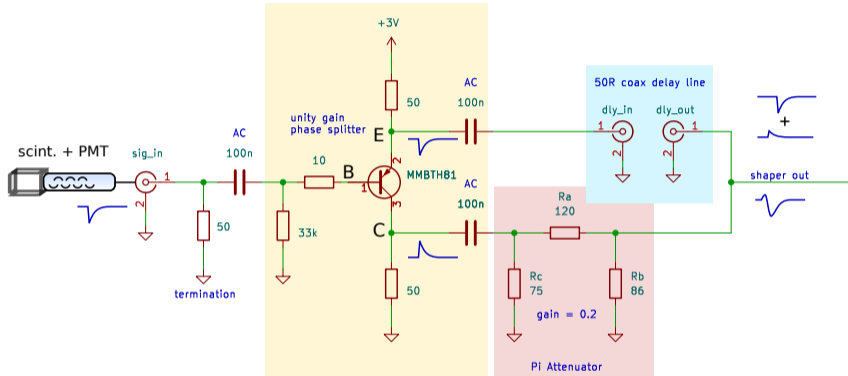 +3V
50
unity gain
phase splitter
AC
100n
E
2
50R coax delay line
dly_in
dly_out
1
1
2
2
+
scint. + PMT
sig_in
1
2
AC
100n
10
B
1
MMBTH81
3
50
termination
33k
C
50
AC
100n
Ra
120
Rc
75
Rb
86
gain = 0.2
Pi Attenuator
shaper out